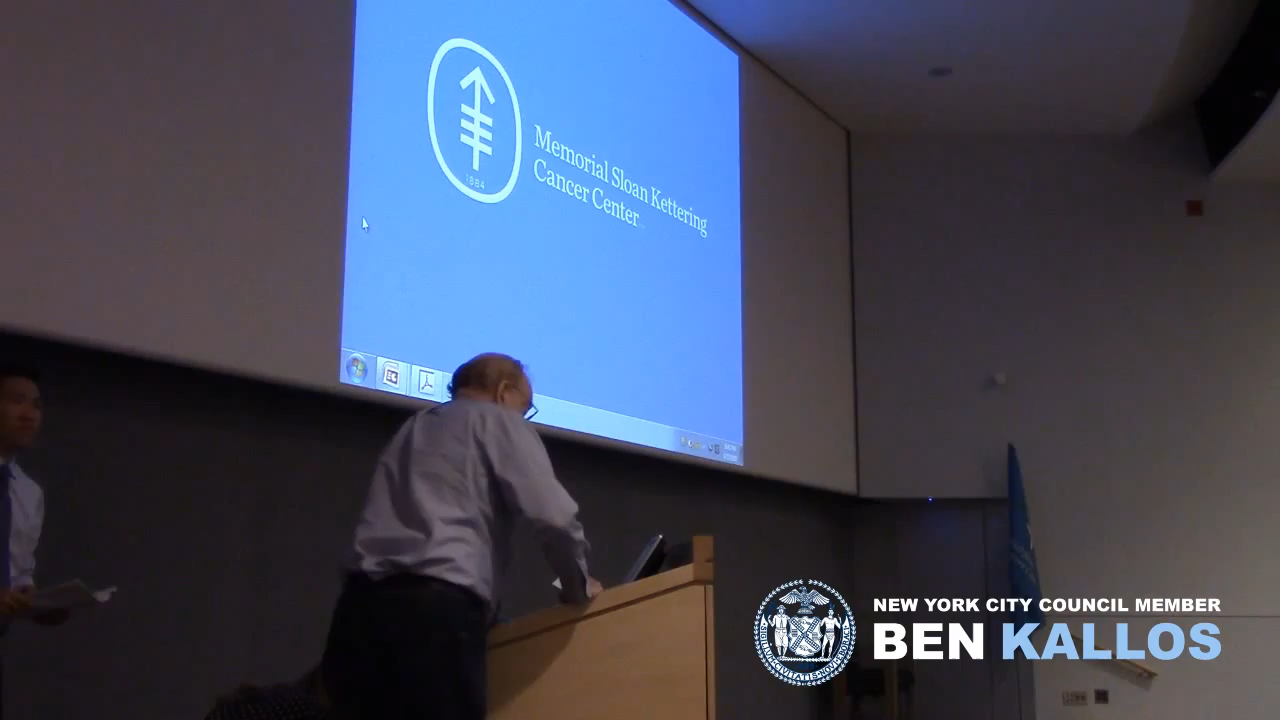 1884
Memorial Sloan Kettering
Cancer Center
NEW YORK CITY COUNCIL MEMBER
BEN KALLOS